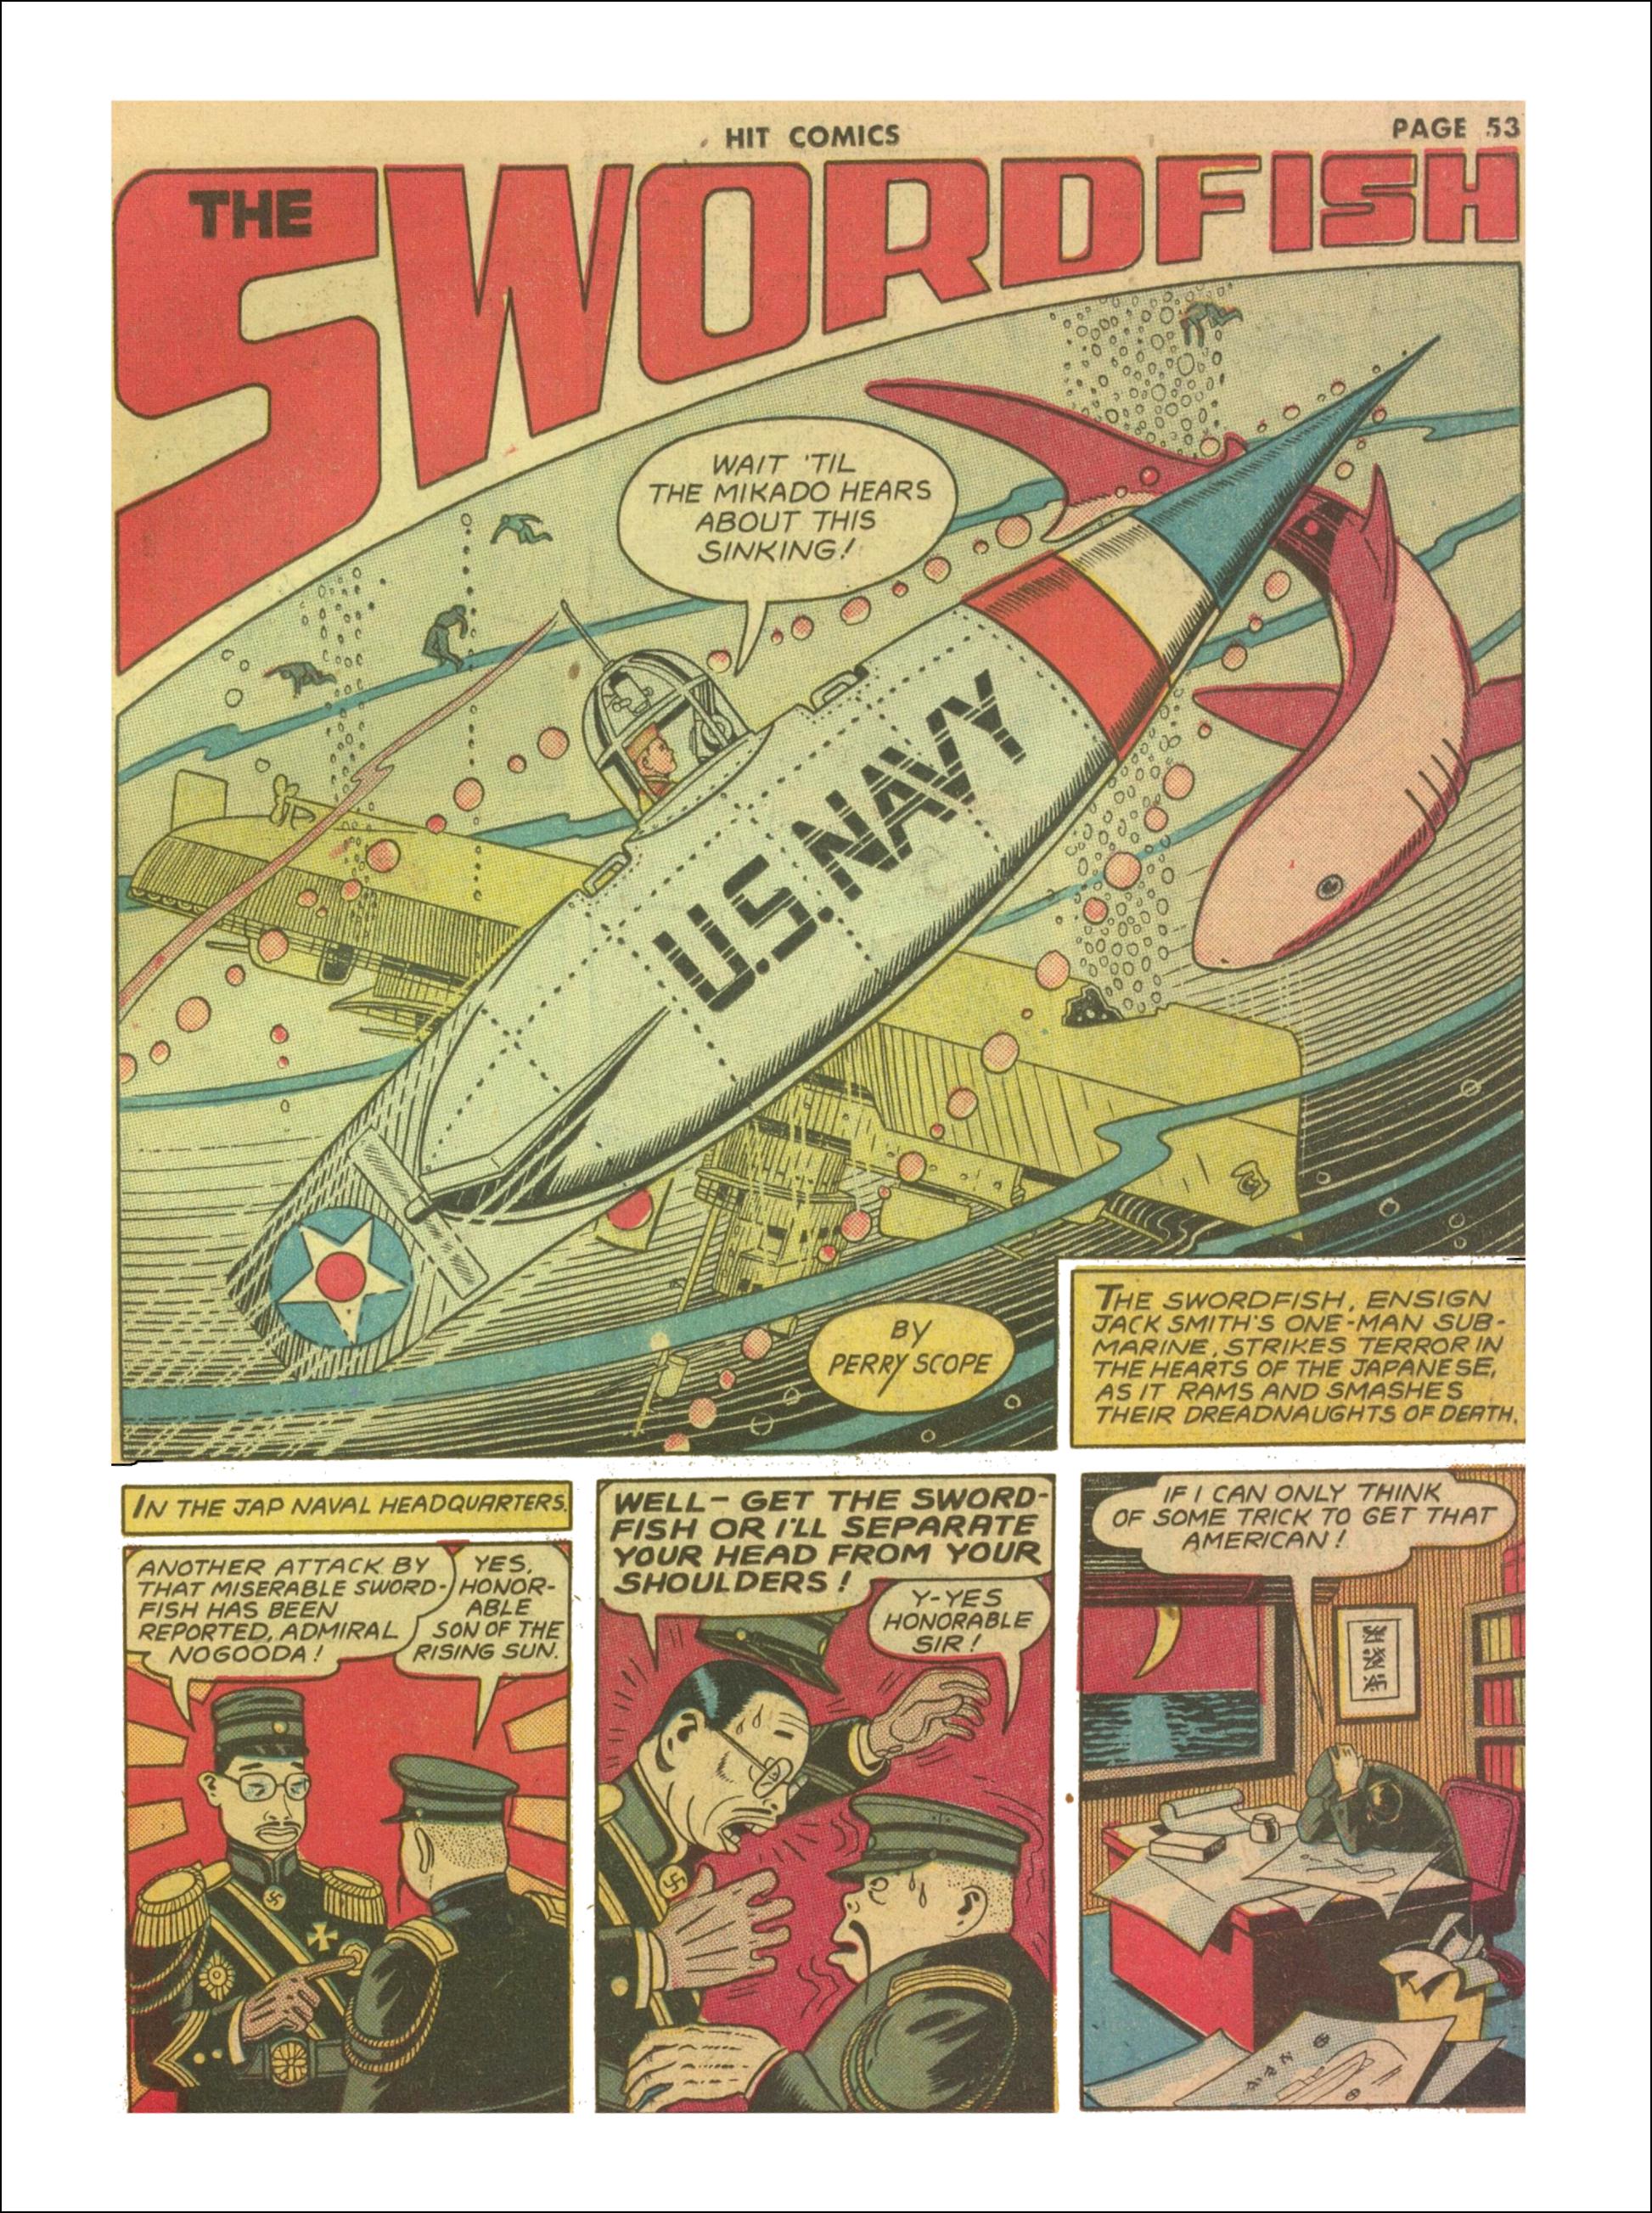 HIT COMICS
PAGE 53
THE
SWORDFISH
WAIT 'TIL
THE MIKADO HEARS
ABOUT THIS
SINKING!
U.S. NAVY
BY
PERRY SCOPE
THE SWORDFISH, ENSIGN
JACK SMITH'S ONE-MAN SUB-
MARINE, STRIKES TERROR IN
THE HEARTS OF THE JAPANESE,
AS IT RAMS AND SMASHES
THEIR DREADNAUGHTS OF DEATH.
IN THE JAP NAVAL HEADQUARTERS.
ANOTHER ATTACK BY
THAT MISERABLE SWORD-
FISH HAS BEEN
REPORTED, ADMIRAL
NOGOODA!
YES,
HONOR-
ABLE
SON OF THE
RISING SUN.
WELL- GET THE SWORD-
FISH OR I'LL SEPARATE
YOUR HEAD FROM YOUR
SHOULDERS!
Y-YES
HONORABLE
SIR!
IF I CAN ONLY THINK
OF SOME TRICK TO GET THAT
AMERICAN!